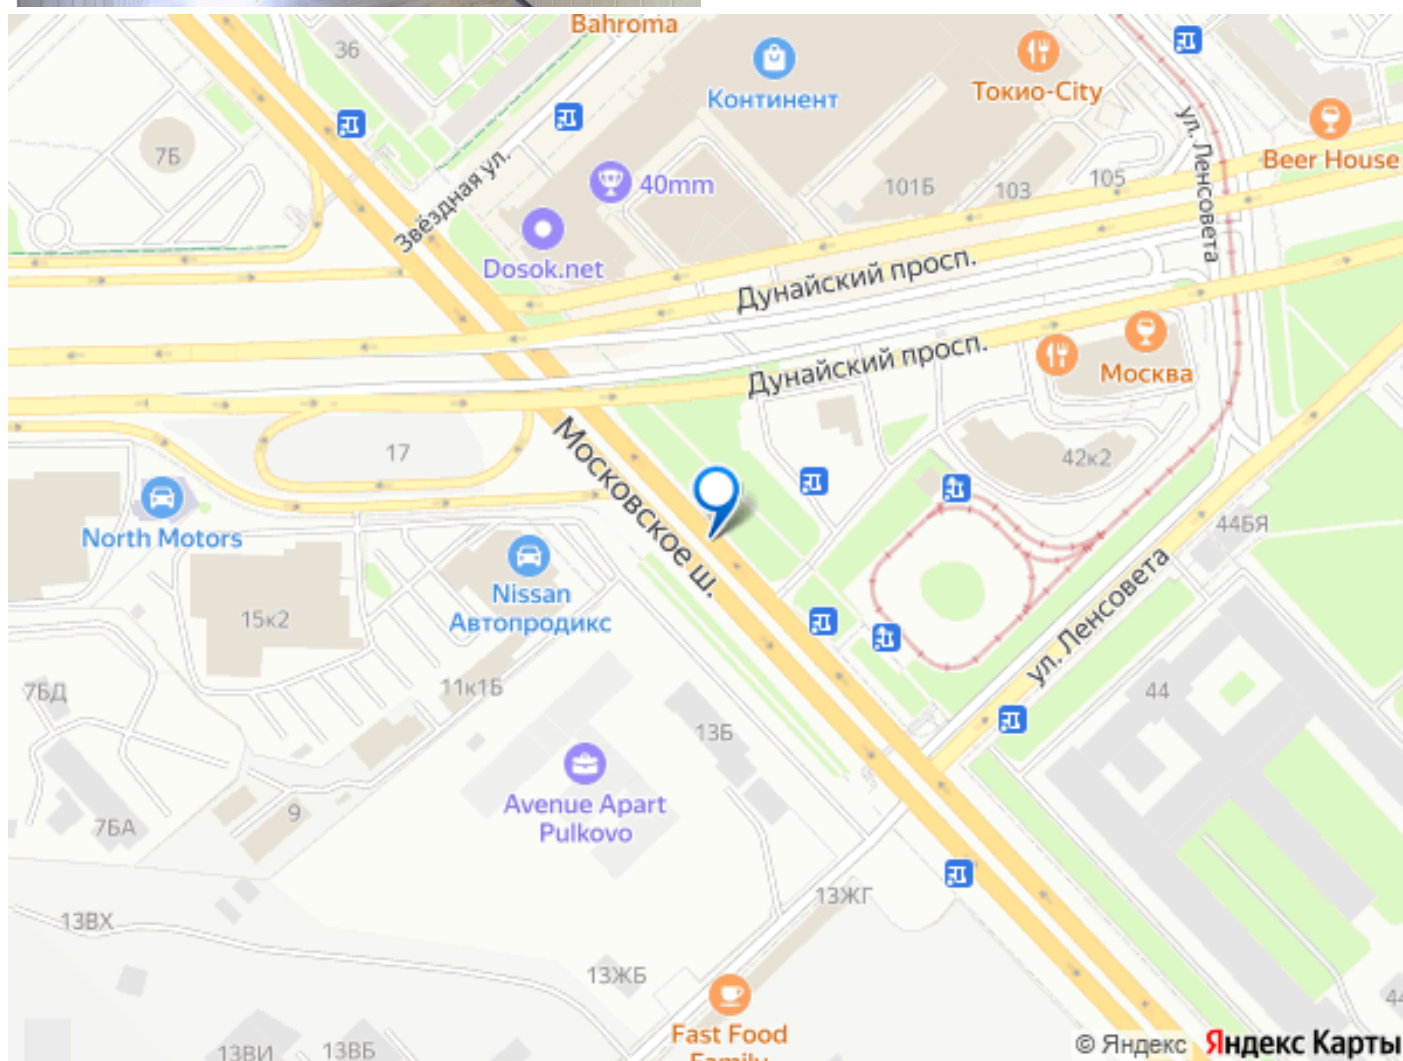 Bahroma
36
Континент
Токио-City
ул. Ленсовета
Beer House
7Б
Звёздная ул.
40mm
101Б
103
105
Dosok.net
Дунайский просп.
Дунайский просп.
Москва
Московское ш.
17
42к2
North Motors
44БЯ
Nissan
Автопродикс
15к2
ул. Ленсовета
11к1Б
7БД
13Б
44
Avenue Apart
Pulkovo
9
7БА
13ЖГ
13ВХ
13ЖБ
Fast Food
Family
13ВИ
13ВБ
© Яндекс Яндекс Карты